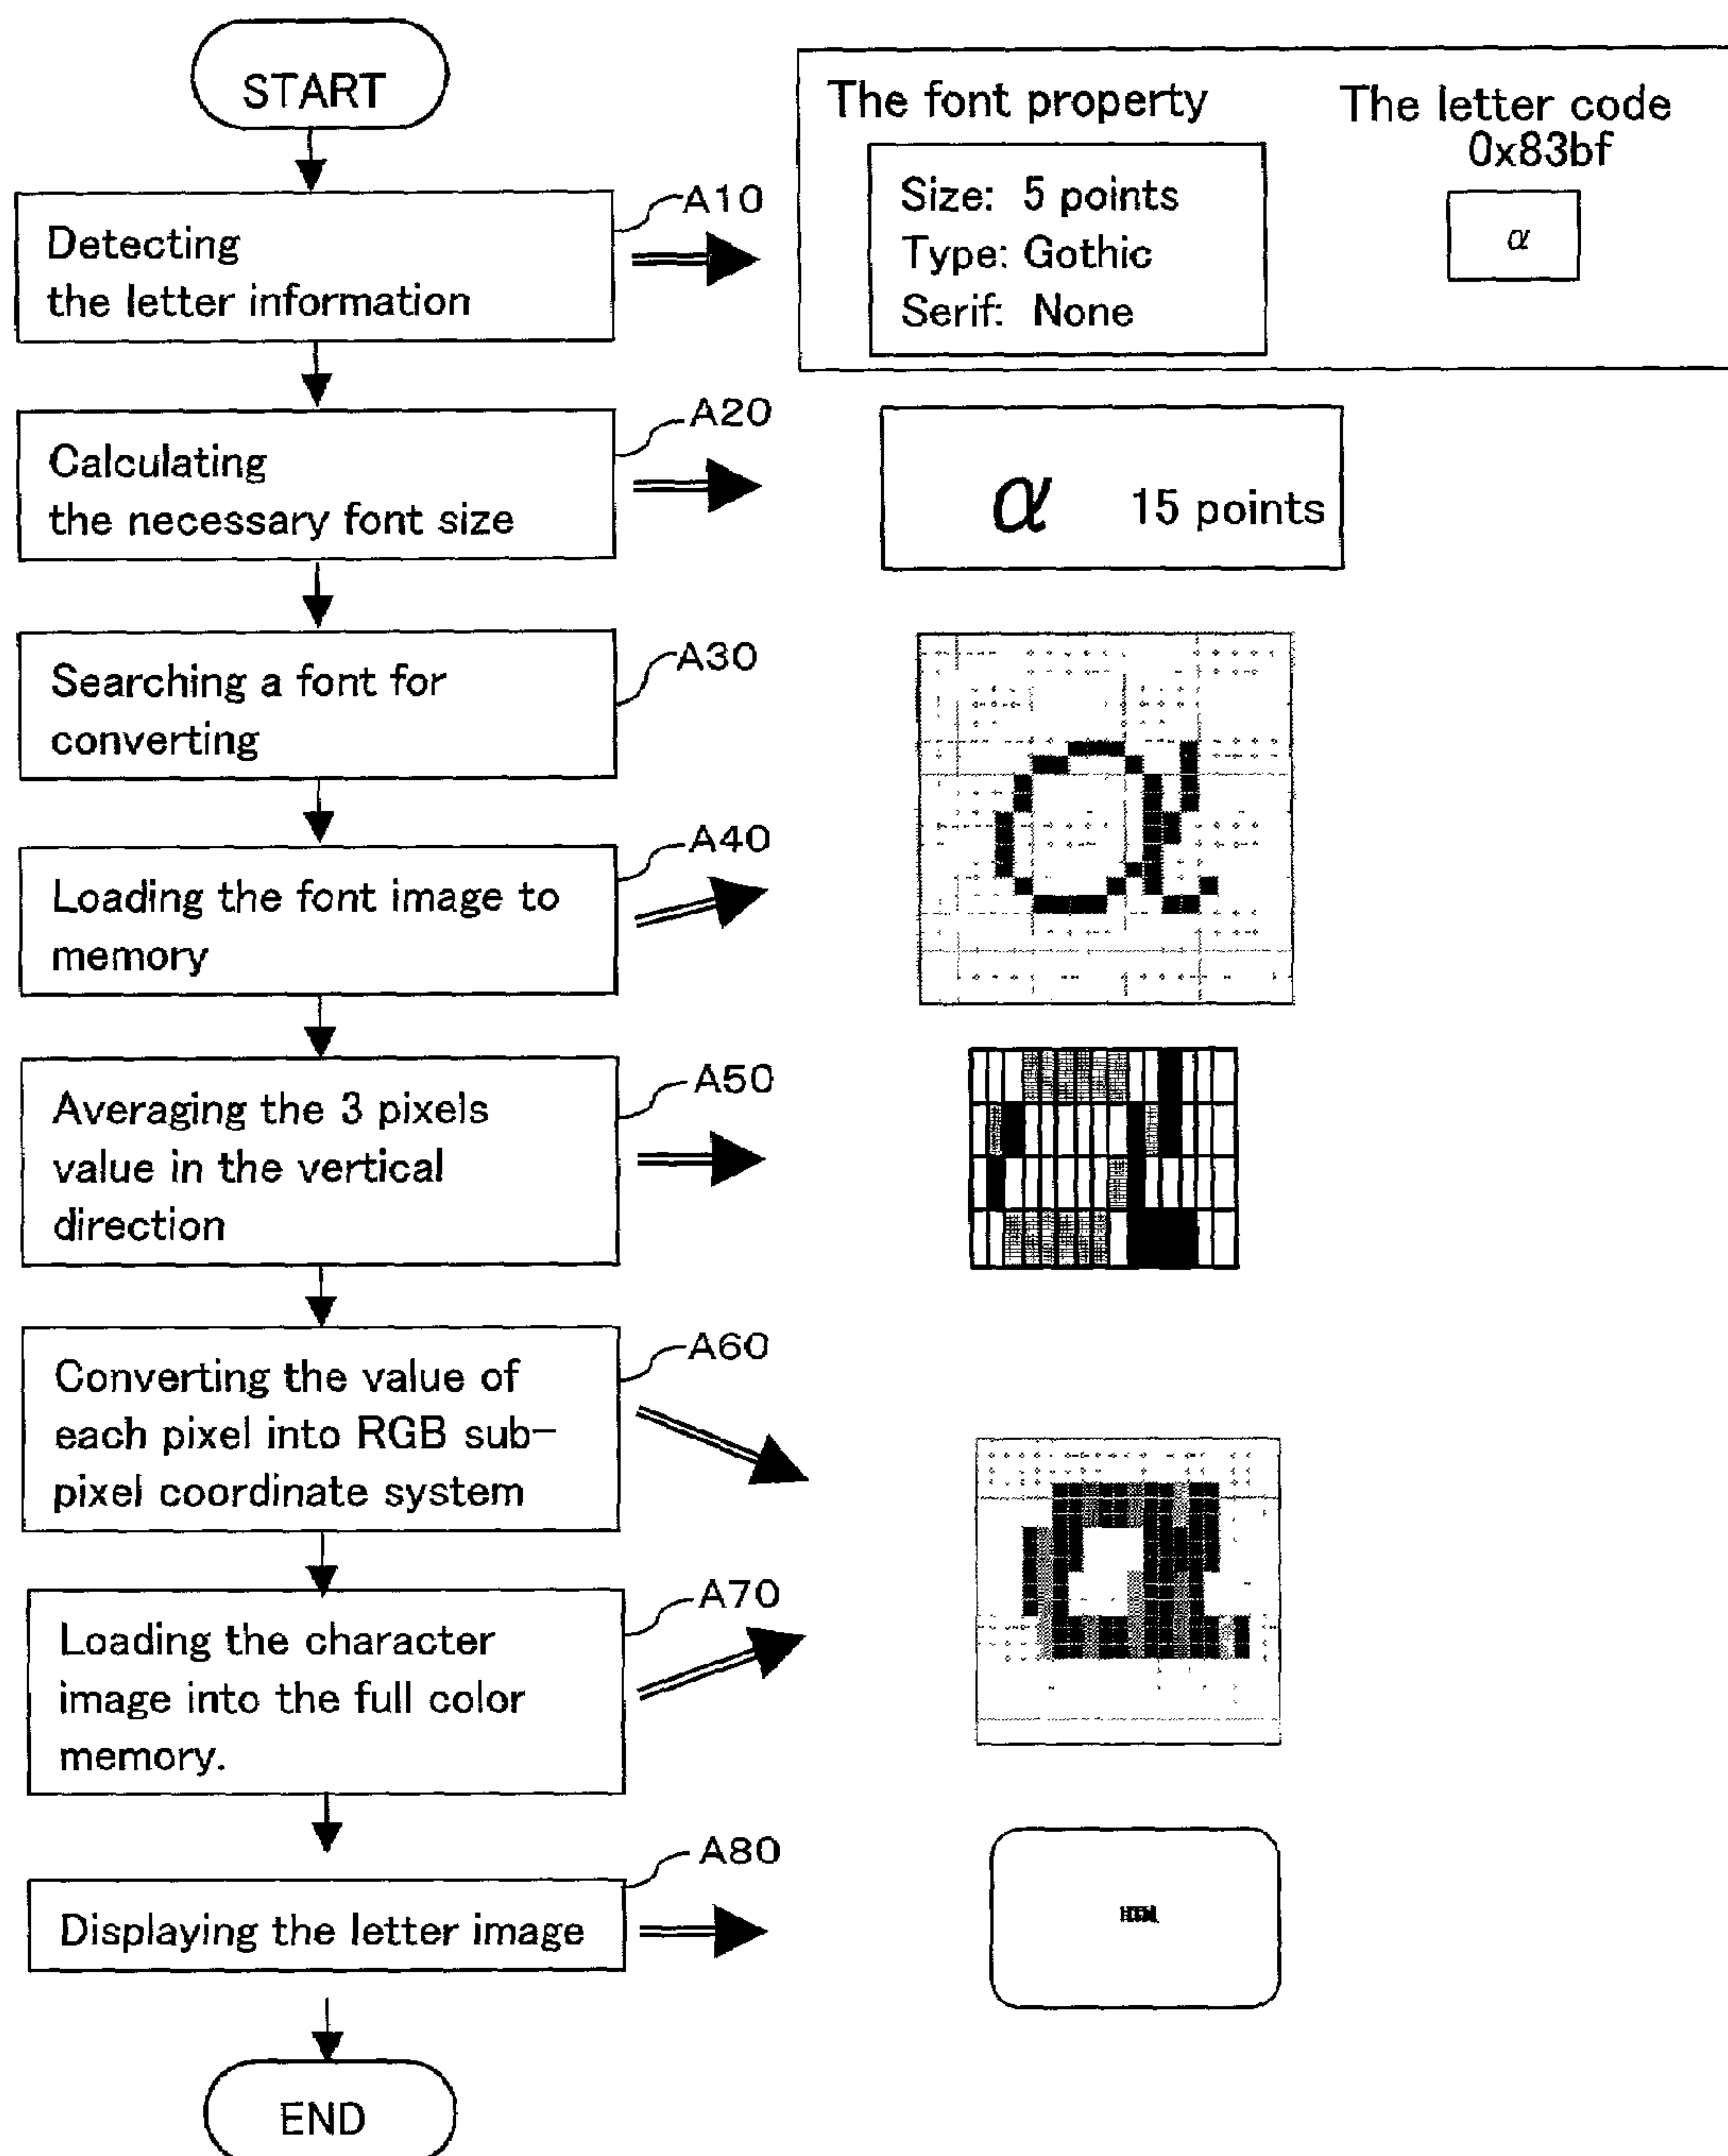 START
The font property
The letter code
0x83bf
Size: 5 points
Type: Gothic
Serif: None
α
A10
Detecting
the letter information
A20
Calculating
the necessary font size
α 15 points
A30
Searching a font for
converting
A40
Loading the font image to
memory
A50
Averaging the 3 pixels
value in the vertical
direction
A60
Converting the value of
each pixel into RGB sub-
pixel coordinate system
A70
Loading the character
image into the full color
memory.
A80
Displaying the letter image
END